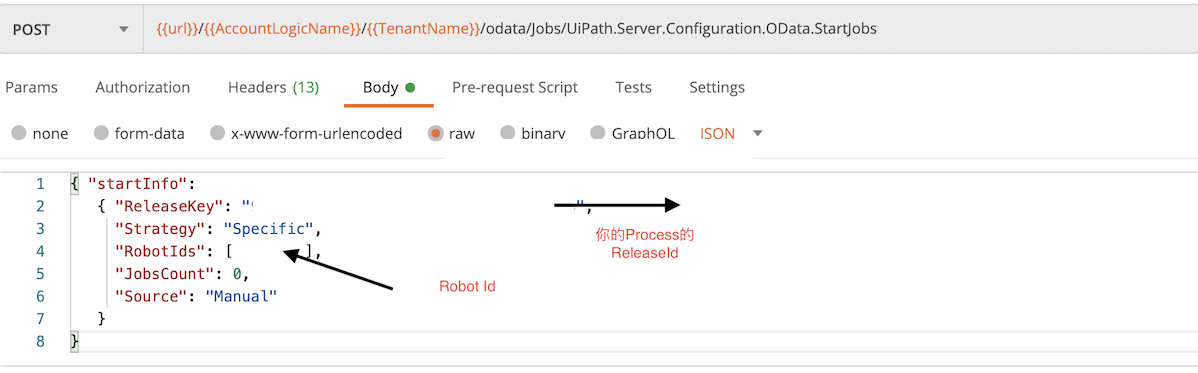 POST {{url}}/{{AccountLogicName}}/{{TenantName}}/odata/Jobs/UiPath.Server.Configuration.OData.StartJobs
Params Authorization Headers (13) Body Pre-request Script Tests Settings
none form-data x-www-form-urlencoded raw binary GraphQL JSON
1 { "startInfo":
2 { "ReleaseKey": " ",
3 "Strategy": "Specific",
你的Process的
ReleaseId
4 "RobotIds": [ ],
5 "JobsCount": 0,
Robot Id
6 "Source": "Manual"
7 }
8 }